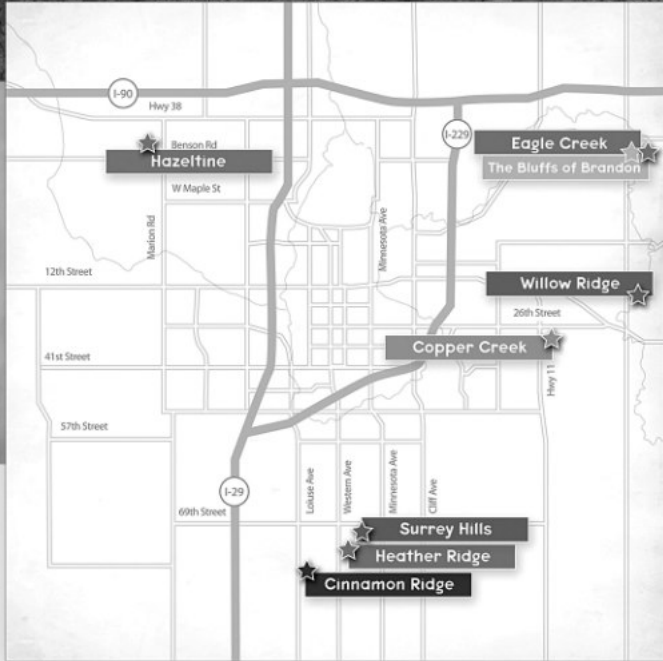 I-90
Hwy 38
I-229
Eagle Creek
Benson Rd
Hazeltine
The Bluffs of Brandon
W Maple St
Marion Rd
Minnesota Ave
12th Street
Willow Ridge
26th Street
Copper Creek
41st Street
Hwy 11
57th Street
Loiuse Ave
Western Ave
Minnesota Ave
Cliff Ave
I-29
69th Street
Surrey Hills
Heather Ridge
Cinnamon Ridge